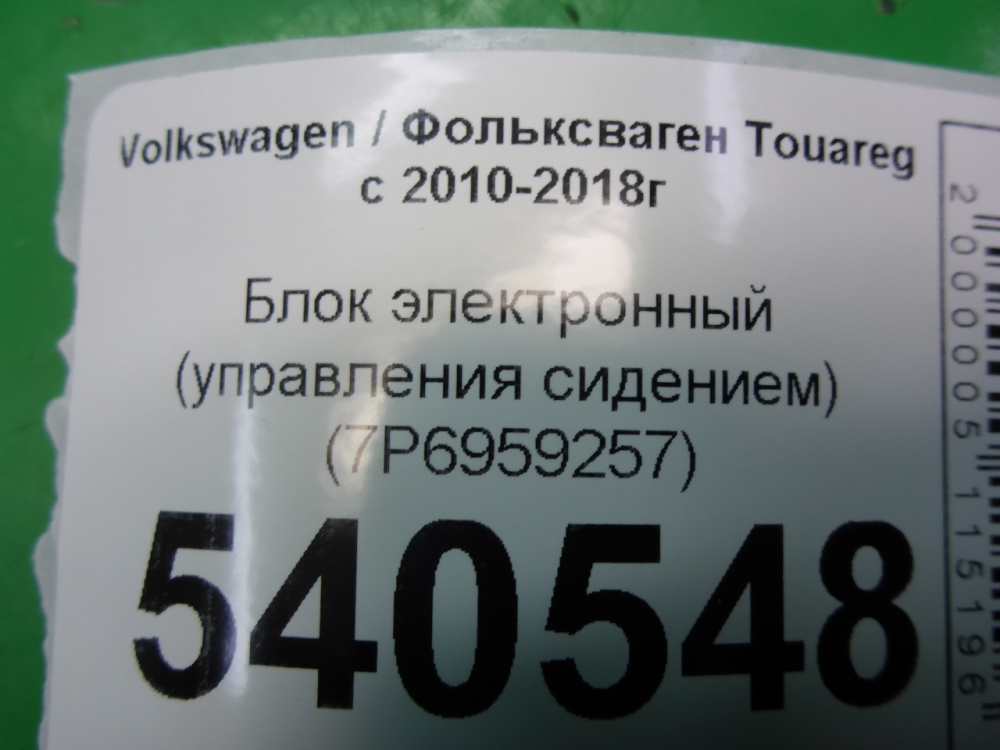 Volkswagen / Фольксваген Touareg
с 2010-2018г
Блок электронный
(управления сидением)
(7P6959257)
540548
2000005115196